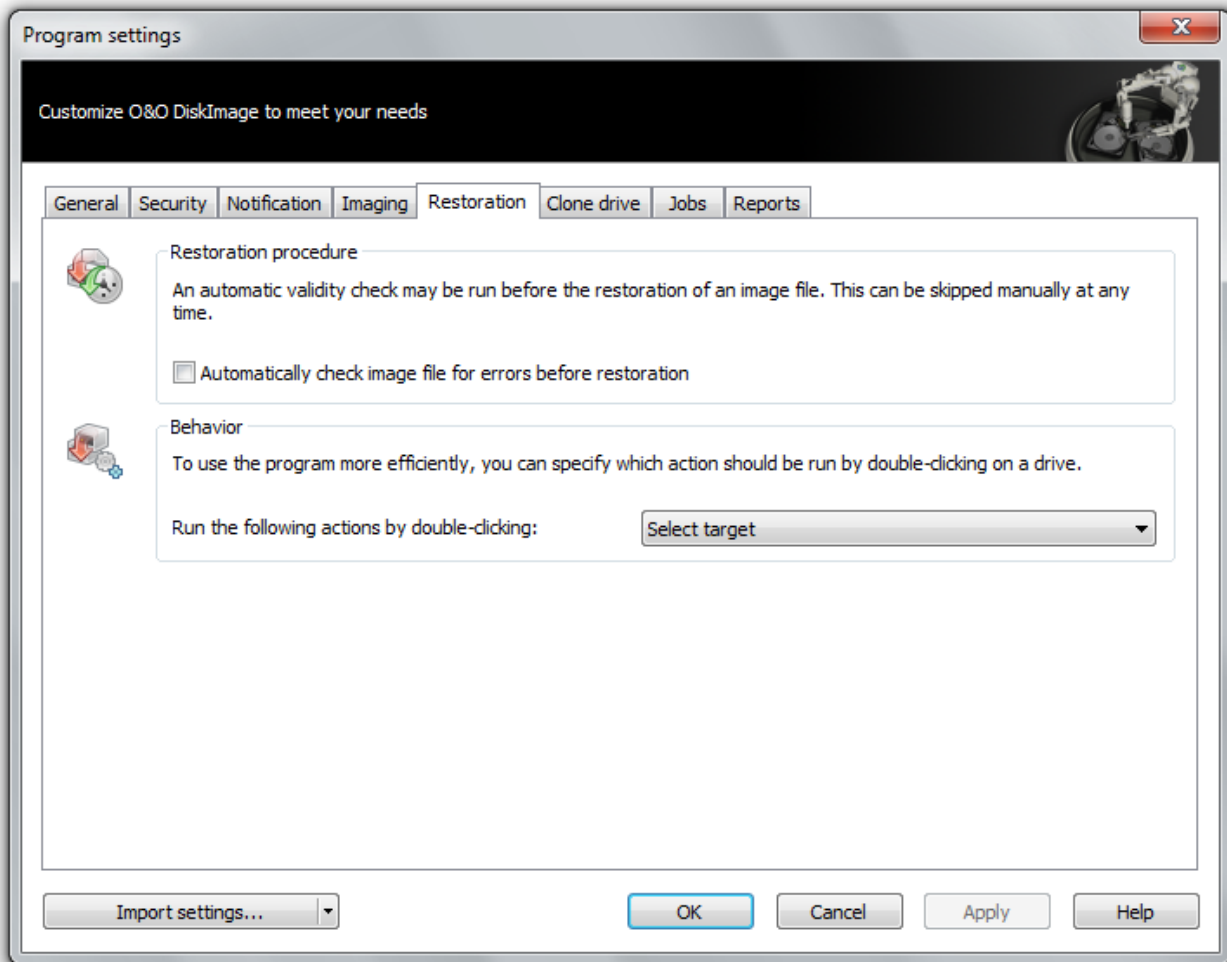 Program settings
Customize O&O DiskImage to meet your needs
General Security Notification Imaging Restoration Clone drive Jobs Reports
Restoration procedure
An automatic validity check may be run before the restoration of an image file. This can be skipped manually at any
time.
Automatically check image file for errors before restoration
Behavior
To use the program more efficiently, you can specify which action should be run by double-clicking on a drive.
Run the following actions by double-clicking: Select target
Import settings... OK Cancel Apply Help